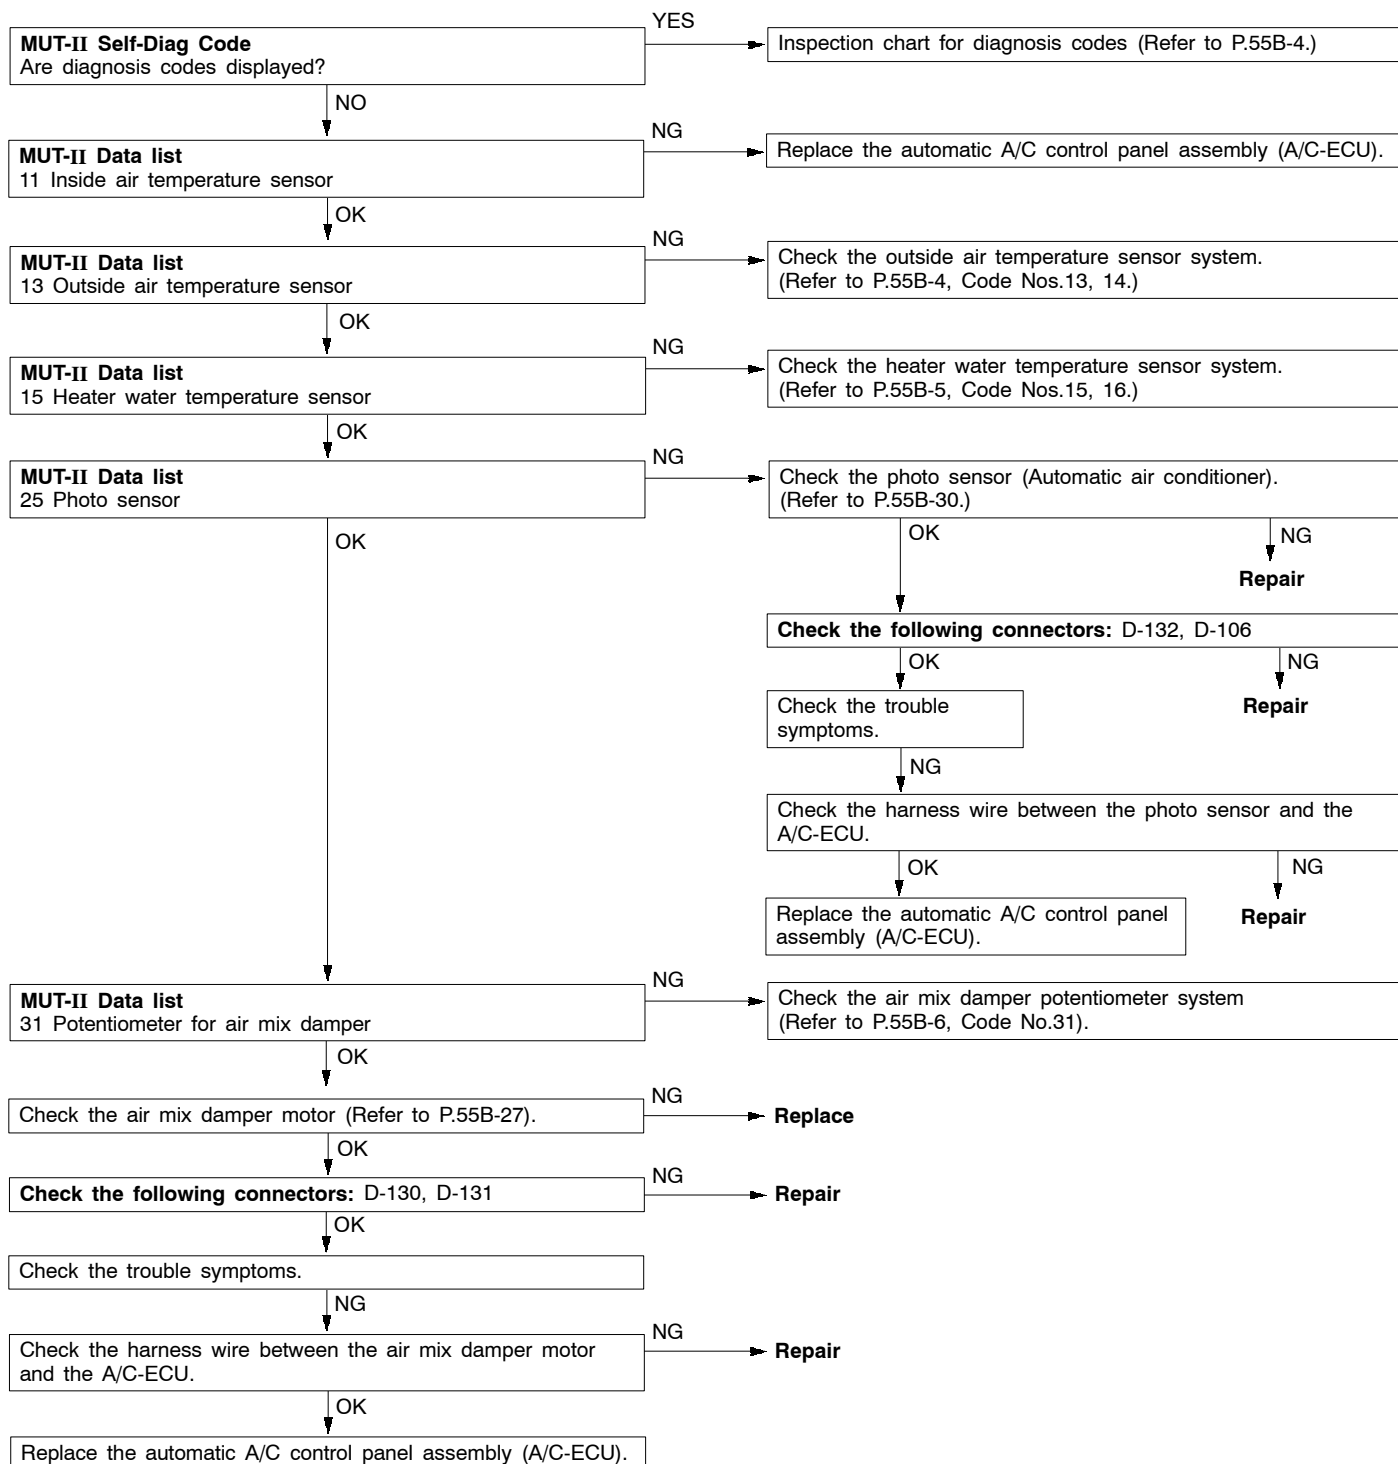 YES
MUT-II Self-Diag Code
Are diagnosis codes displayed?
Inspection chart for diagnosis codes (Refer to P.55B-4.)
NO
NG
MUT-II Data list
11 Inside air temperature sensor
Replace the automatic A/C control panel assembly (A/C-ECU).
OK
NG
MUT-II Data list
13 Outside air temperature sensor
Check the outside air temperature sensor system.
(Refer to P.55B-4, Code Nos.13, 14.)
OK
NG
MUT-II Data list
15 Heater water temperature sensor
Check the heater water temperature sensor system.
(Refer to P.55B-5, Code Nos.15, 16.)
OK
NG
MUT-II Data list
25 Photo sensor
Check the photo sensor (Automatic air conditioner).
(Refer to P.55B-30.)
OK
OK
NG
Repair
Check the following connectors: D-132, D-106
OK
NG
Check the trouble
symptoms.
Repair
NG
Check the harness wire between the photo sensor and the
A/C-ECU.
OK
NG
Replace the automatic A/C control panel
assembly (A/C-ECU).
Repair
NG
MUT-II Data list
31 Potentiometer for air mix damper
Check the air mix damper potentiometer system
(Refer to P.55B-6, Code No.31).
OK
NG
Check the air mix damper motor (Refer to P.55B-27).
Replace
OK
NG
Check the following connectors: D-130, D-131
Repair
OK
Check the trouble symptoms.
NG
NG
Check the harness wire between the air mix damper motor
and the A/C-ECU.
Repair
OK
Replace the automatic A/C control panel assembly (A/C-ECU).